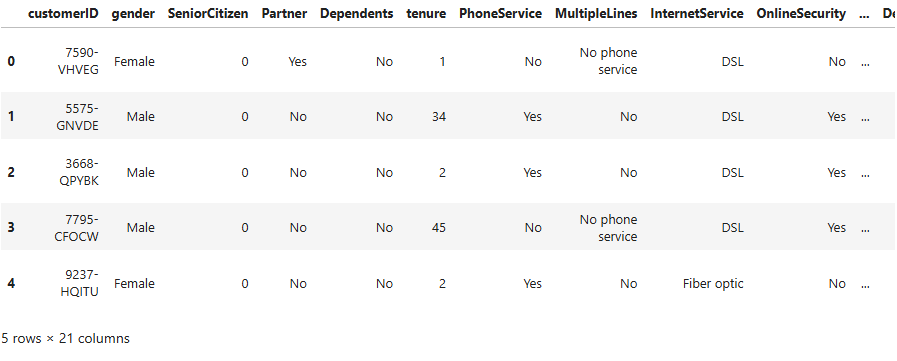 customerID gender SeniorCitizen Partner Dependents tenure PhoneService MultipleLines InternetService OnlineSecurity ... De
0 7590-VHVEG Female 0 Yes No 1 No No phone service DSL No ...
1 5575-GNVDE Male 0 No No 34 Yes No DSL Yes ...
2 3668-QPYBK Male 0 No No 2 Yes No DSL Yes ...
3 7795-CFOCW Male 0 No No 45 No No phone service DSL Yes ...
4 9237-HQITU Female 0 No No 2 Yes No Fiber optic No ...
5 rows × 21 columns